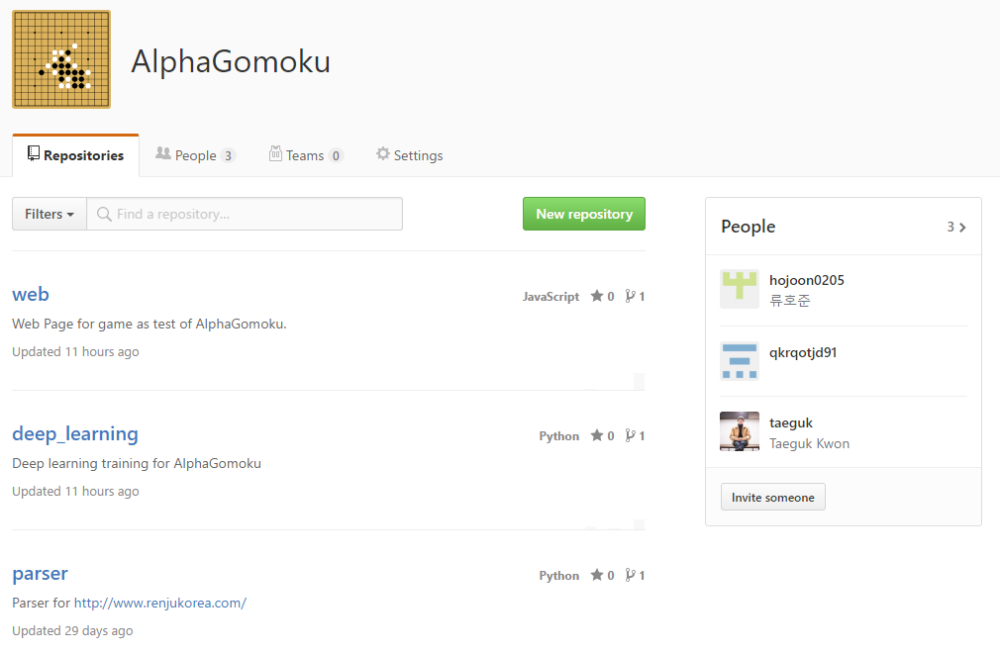 AlphaGomoku
Repositories People 3 Teams 0 Settings
Filters Find a repository... New repository
web JavaScript 0 1
Web Page for game as test of AlphaGomoku.
Updated 11 hours ago
deep_learning Python 0 1
Deep learning training for AlphaGomoku
Updated 11 hours ago
parser Python 0 1
Parser for http://www.renjukorea.com/
Updated 29 days ago
People 3
hojoon0205
류호준
qkrqotjd91
taeguk
Taeguk Kwon
Invite someone